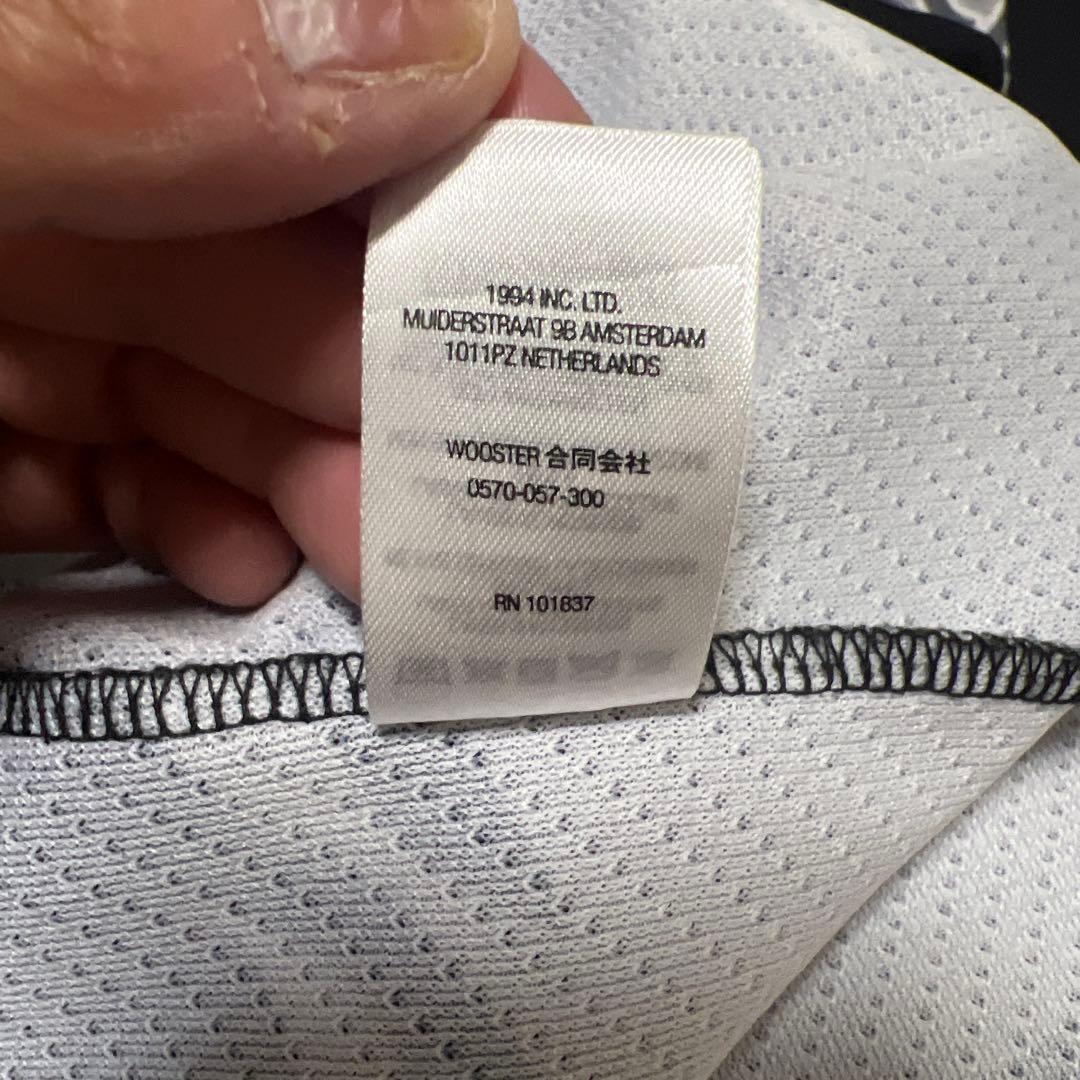 1994 INC. LTD.
MUIDERSTRAAT 9B AMSTERDAM
1011PZ NETHERLANDS
WOOSTER 合同会社
0570-057-300
RN 101837